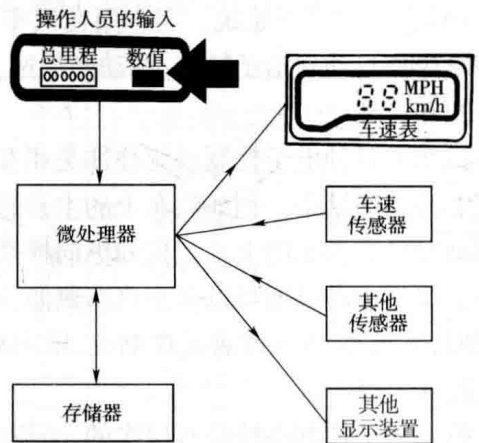 操作人员的输入
总里程 数值
000000
88 MPH
km/h
车速表
微处理器
车速
传感器
其他
传感器
存储器
其他
显示装置